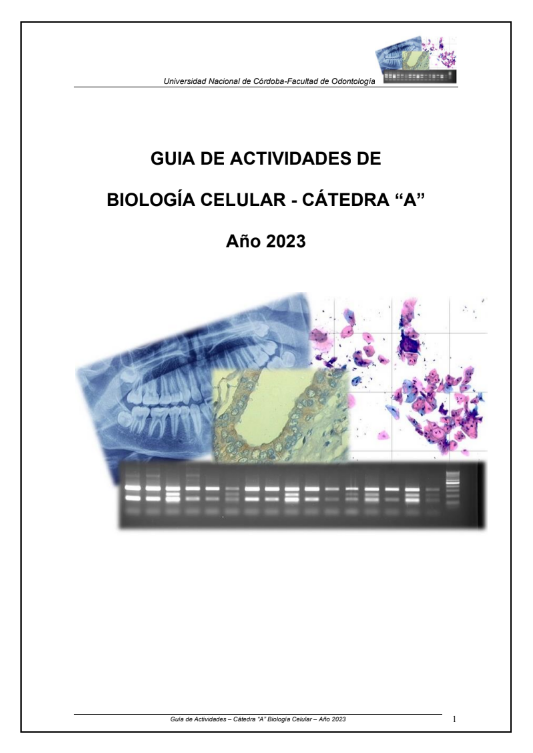 Universidad Nacional de Córdoba-Facultad de Odontología
GUIA DE ACTIVIDADES DE
BIOLOGÍA CELULAR - CÁTEDRA “A”
Año 2023
Guía de Actividades – Cátedra “A” Biología Celular – Año 2023
1